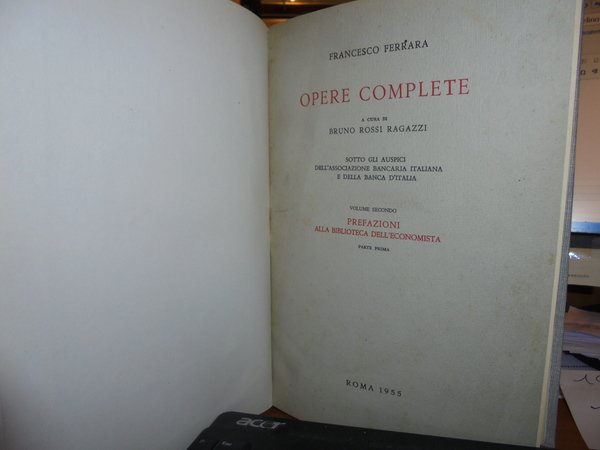 FRANCESCO FERRARA
OPERE COMPLETE
A CURA DI
BRUNO ROSSI RAGAZZI
SOTTO GLI AUSPICI
DELL'ASSOCIAZIONE BANCARIA ITALIANA
E DELLA BANCA D'ITALIA
VOLUME SECONDO
PREFAZIONI
ALLA BIBLIOTECA DELL'ECONOMISTA
PARTE PRIMA
ROMA 1955
acer